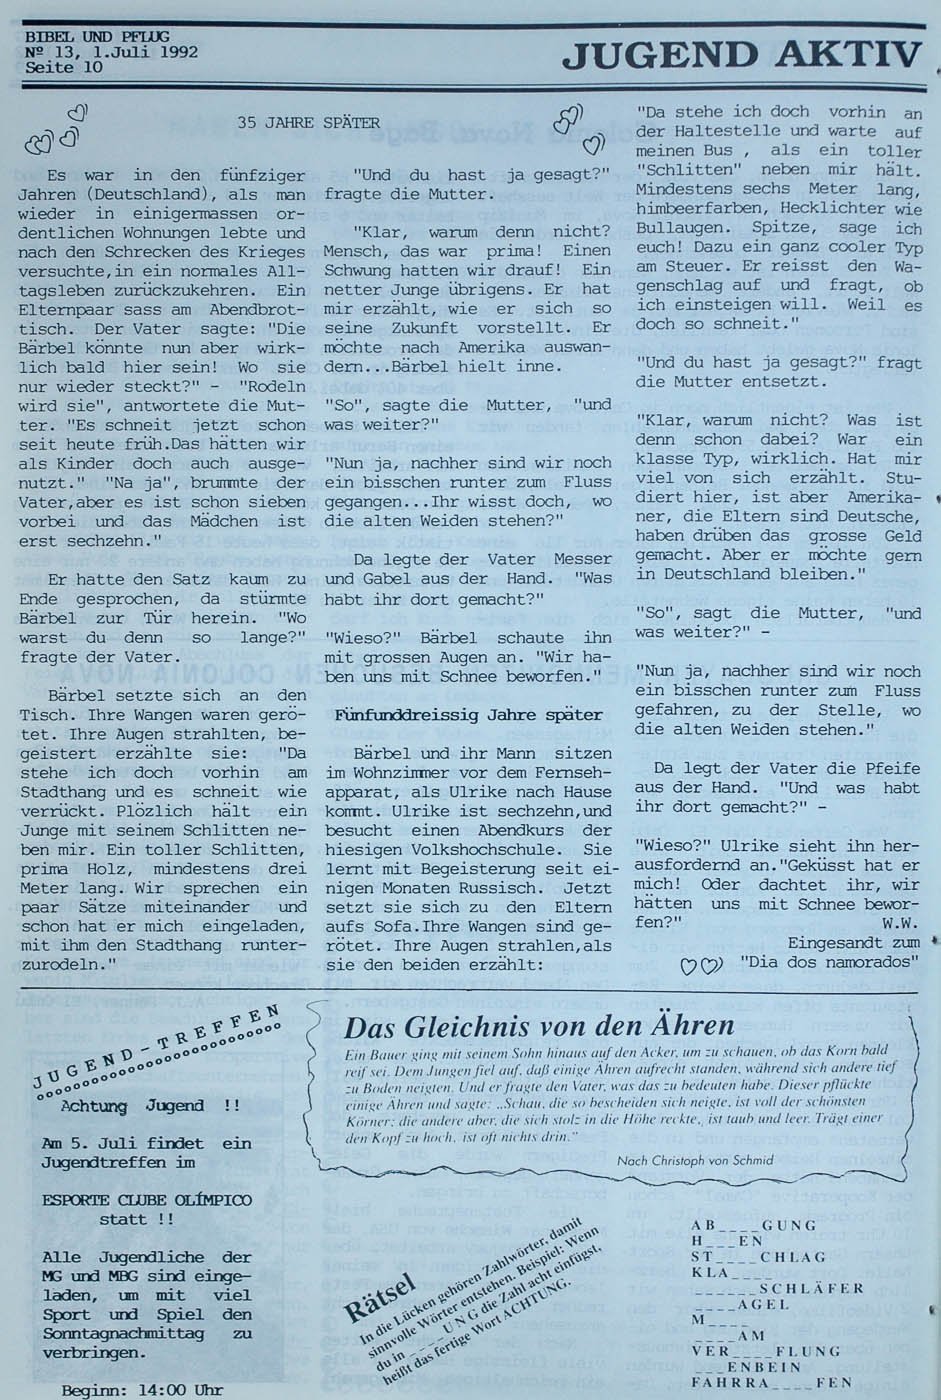 BIBEL UND PFLUG
Nº 13, 1.Juli 1992
Seite 10
JUGEND AKTIV
35 JAHRE SPÄTER
Es war in den fünfziger
Jahren (Deutschland), als man
wieder in einigermassen or-
dentlichen Wohnungen lebte und
nach den Schrecken des Krieges
versuchte,in ein normales All-
tagsleben zurückzukehren. Ein
Elternpaar sass am Abendbrot-
tisch. Der Vater sagte: "Die
Bärbel könnte nun aber wirk-
lich bald hier sein! Wo sie
nur wieder steckt?" - "Rodeln
wird sie", antwortete die Mut-
ter. "Es schneit jetzt schon
seit heute früh.Das hätten wir
als Kinder doch auch ausge-
nutzt." "Na ja", brummte der
Vater,aber es ist schon sieben
vorbei und das Mädchen ist
erst sechzehn."
Er hatte den Satz kaum zu
Ende gesprochen, da stürmte
Bärbel zur Tür herein. "Wo
warst du denn so lange?"
fragte der Vater.
Bärbel setzte sich an den
Tisch. Ihre Wangen waren gerö-
tet. Ihre Augen strahlten, be-
geistert erzählte sie: "Da
stehe ich doch vorhin am
Stadthang und es schneit wie
verrückt. Plözlich hält ein
Junge mit seinem Schlitten ne-
ben mir. Ein toller Schlitten,
prima Holz, mindestens drei
Meter lang. Wir sprechen ein
paar Sätze miteinander und
schon hat er mich eingeladen,
mit ihm den Stadthang runter-
zurodeln."
"Und du hast ja gesagt?"
fragte die Mutter.
"Klar, warum denn nicht?
Mensch, das war prima! Einen
Schwung hatten wir drauf! Ein
netter Junge übrigens. Er hat
mir erzählt, wie er sich so
seine Zukunft vorstellt. Er
möchte nach Amerika auswan-
dern...Bärbel hielt inne.
"So", sagte die Mutter, "und
was weiter?"
"Nun ja, nachher sind wir noch
ein bisschen runter zum Fluss
gegangen...Ihr wisst doch, wo
die alten Weiden stehen?"
Da legte der Vater Messer
und Gabel aus der Hand. "Was
habt ihr dort gemacht?"
"Wieso?" Bärbel schaute ihn
mit grossen Augen an. "Wir ha-
ben uns mit Schnee beworfen."
Fünfunddreissig Jahre später
Bärbel und ihr Mann sitzen
im Wohnzimmer vor dem Fernseh-
apparat, als Ulrike nach Hause
kommt. Ulrike ist sechzehn,und
besucht einen Abendkurs der
hiesigen Volkshochschule. Sie
lernt mit Begeisterung seit ei-
nigen Monaten Russisch. Jetzt
setzt sie sich zu den Eltern
aufs Sofa.Ihre Wangen sind ge-
rötet. Ihre Augen strahlen,als
sie den beiden erzählt:
"Da stehe ich doch vorhin an
der Haltestelle und warte auf
meinen Bus , als ein toller
"Schlitten" neben mir hält.
Mindestens sechs Meter lang,
himbeerfarben, Hecklichter wie
Bullaugen. Spitze, sage ich
euch! Dazu ein ganz cooler Typ
am Steuer. Er reisst den Wa-
genschlag auf und fragt, ob
ich einsteigen will. Weil es
doch so schneit."
"Und du hast ja gesagt?" fragt
die Mutter entsetzt.
"Klar, warum nicht? Was ist
denn schon dabei? War ein
klasse Typ, wirklich. Hat mir
viel von sich erzählt. Stu-
diert hier, ist aber Amerika-
ner, die Eltern sind Deutsche,
haben drüben das grosse Geld
gemacht. Aber er möchte gern
in Deutschland bleiben."
"So", sagt die Mutter, "und
was weiter?" -
"Nun ja, nachher sind wir noch
ein bisschen runter zum Fluss
gefahren, zu der Stelle, wo
die alten Weiden stehen."
Da legt der Vater die Pfeife
aus der Hand. "Und was habt
ihr dort gemacht?" -
"Wieso?" Ulrike sieht ihn her-
ausfordernd an."Geküsst hat er
mich! Oder dachtet ihr, wir
hätten uns mit Schnee bewor-
fen?" W.W.
Eingesandt zum
"Dia dos namorados"
JUGEND-TREFFEN
Achtung Jugend !!
Am 5. Juli findet ein
Jugendtreffen im
ESPORTE CLUBE OLÍMPICO
statt !!
Alle Jugendliche der
MG und MBG sind einge-
laden, um mit viel
Sport und Spiel den
Sonntagnachmittag zu
verbringen.
Beginn: 14:00 Uhr
Das Gleichnis von den Ähren
Ein Bauer ging mit seinem Sohn hinaus auf den Acker, um zu schauen, ob das Korn bald
reif sei. Dem Jungen fiel auf, daß einige Ähren aufrecht standen, während sich andere tief
zu Boden neigten. Und er fragte den Vater, was das zu bedeuten habe. Dieser pflückte
einige Ähren und sagte: „Schau, die so bescheiden sich neigte, ist voll der schönsten
Körner; die andere aber, die sich stolz in die Höhe reckte, ist taub und leer. Trägt einer
den Kopf zu hoch, ist oft nichts drin."
Nach Christoph von Schmid
Rätsel
In die Lücken gehören Zahlwörter, damit
sinnvolle Wörter entstehen. Beispiel: Wenn
du in ____UNG die Zahl acht einfügst,
heißt das fertige Wort ACHTUNG.
AB____GUNG
H___EN
ST____CHLAG
KLA____
______SCHLÄFER
____AGEL
M____
____AM
VER____FLUNG
___ENBEIN
FAHRRA____FEN